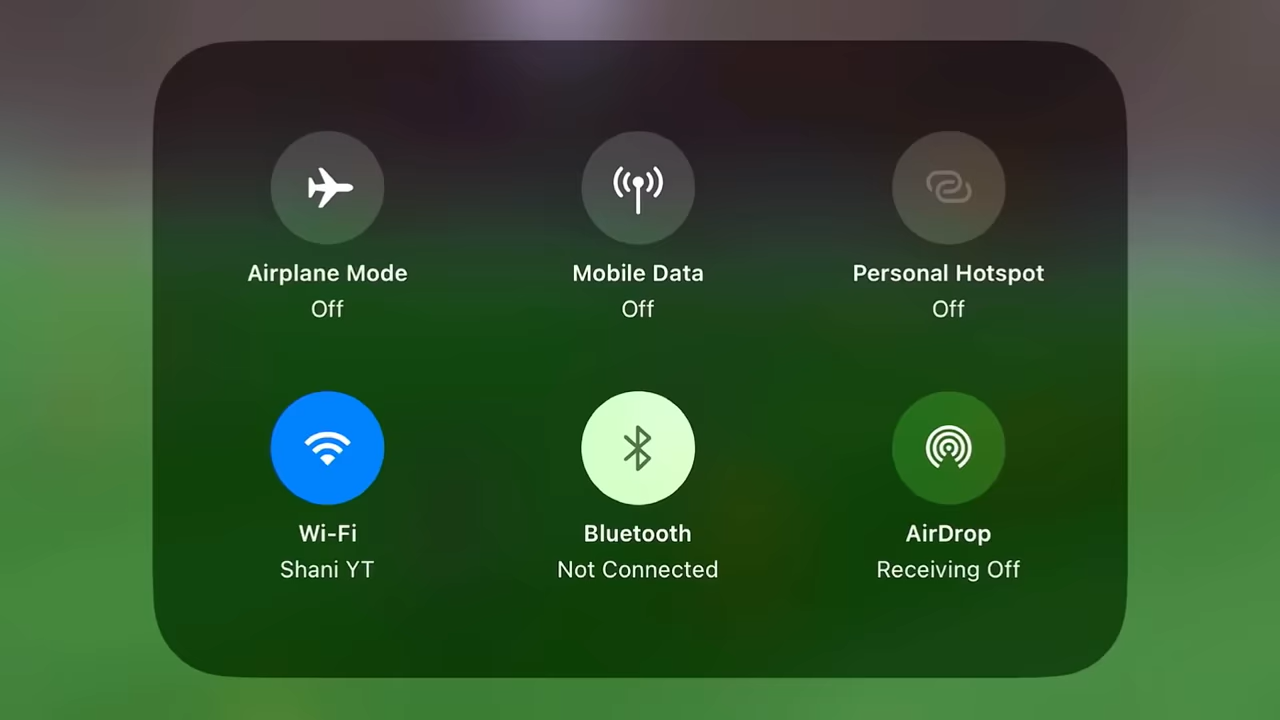 Airplane Mode
Off
Mobile Data
Off
Personal Hotspot
Off
Wi-Fi
Shani YT
Bluetooth
Not Connected
AirDrop
Receiving Off